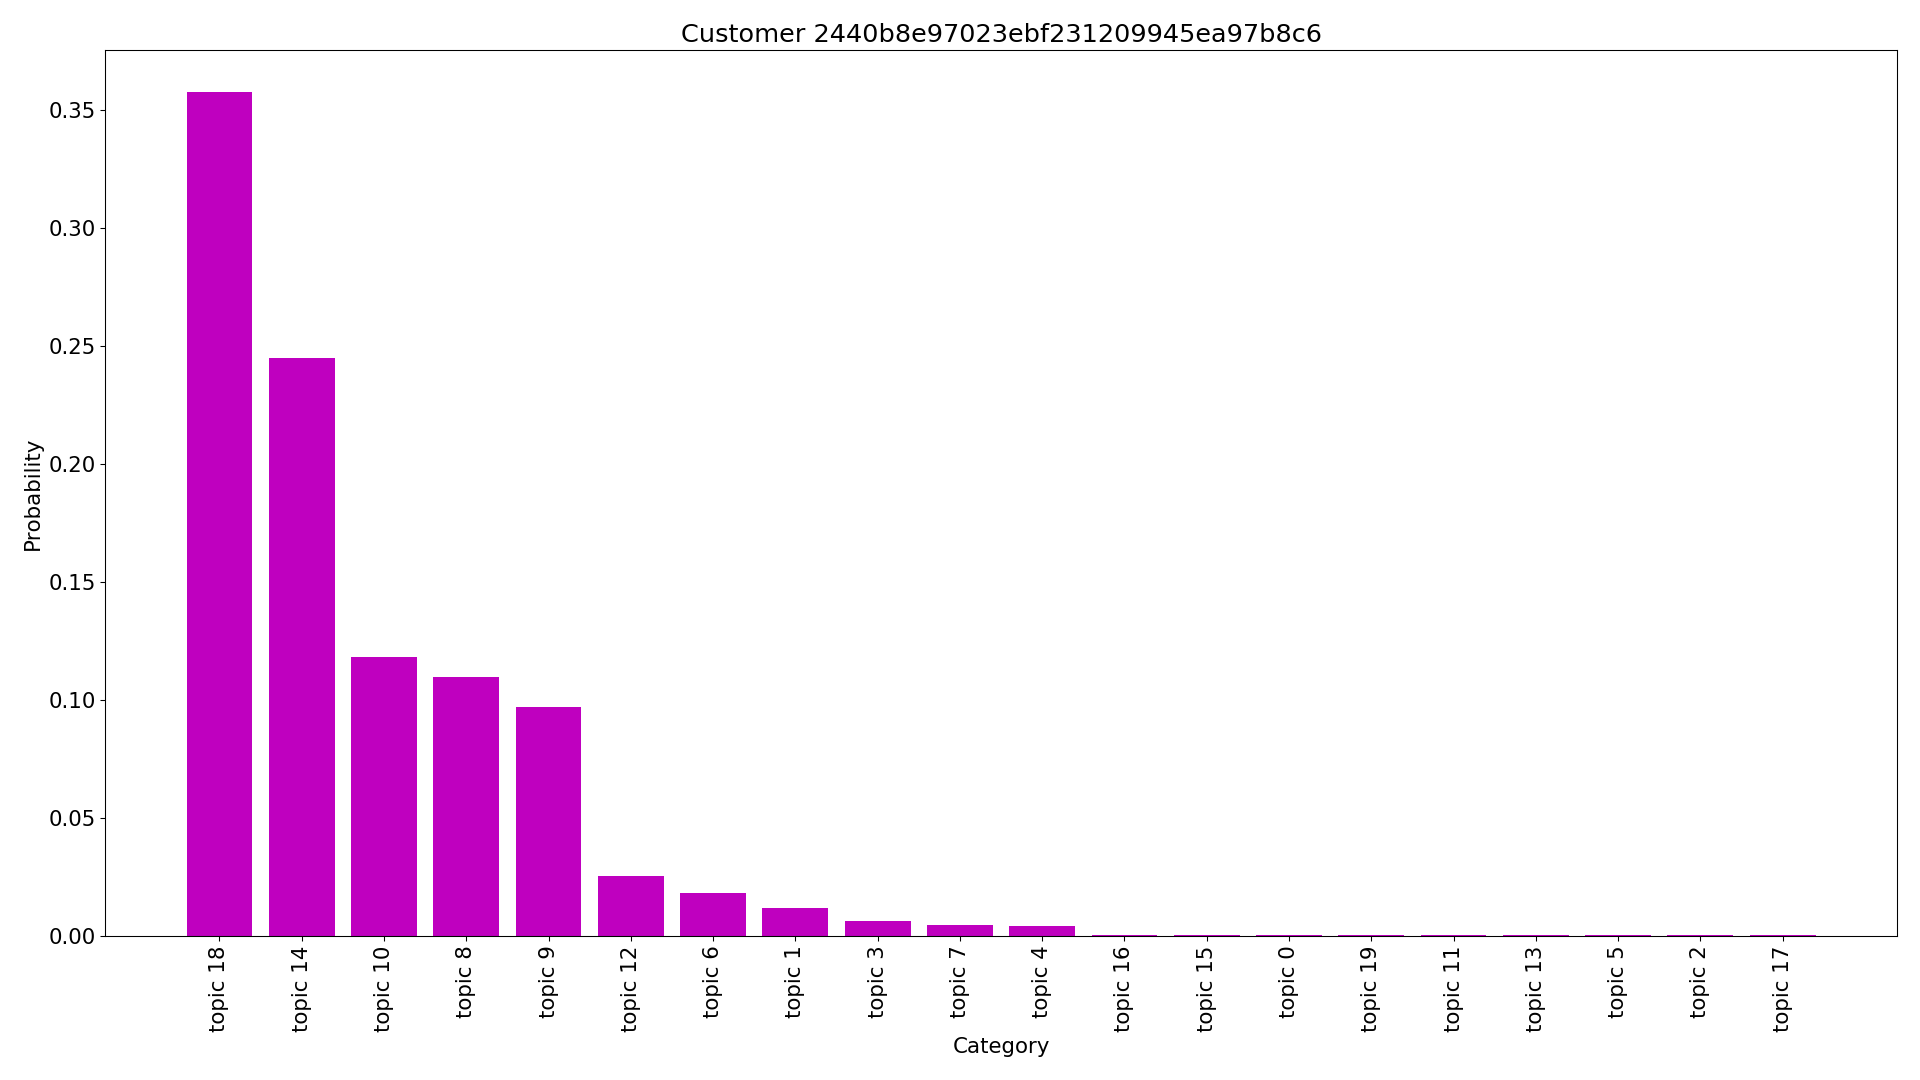 Customer 2440b8e97023ebf231209945ea97b8c6
Probability
0.35
0.30
0.25
0.20
0.15
0.10
0.05
0.00
topic 18
topic 14
topic 10
topic 8
topic 9
topic 12
topic 6
topic 1
topic 3
topic 7
topic 4
topic 16
topic 15
topic 0
topic 19
topic 11
topic 13
topic 5
topic 2
topic 17
Category